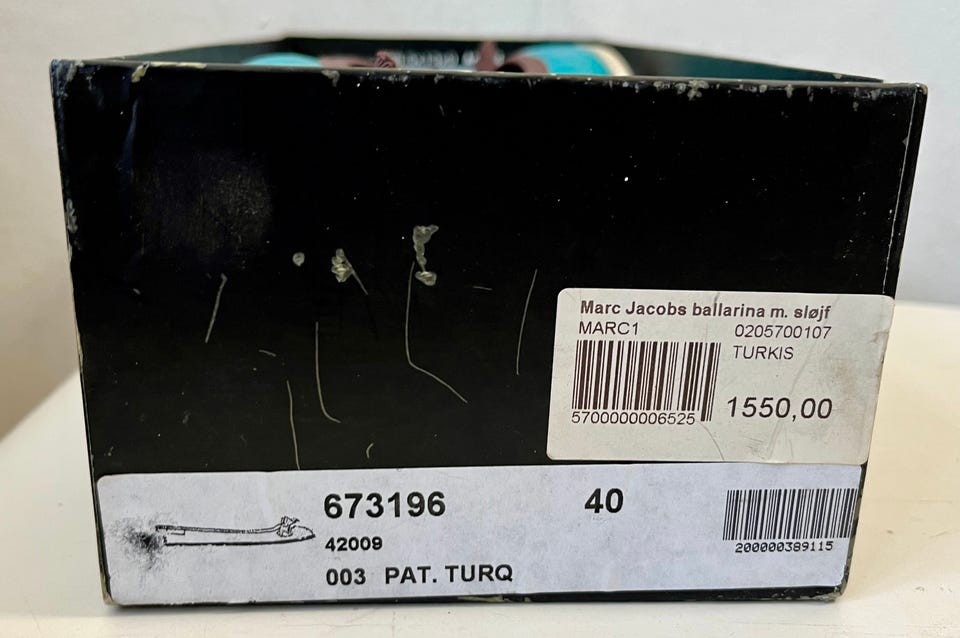 Marc Jacobs ballarina m. sløjf
MARC1 0205700107
TURKIS
5700000006525 1550,00
673196 40
42009
200000389115
003 PAT. TURQ